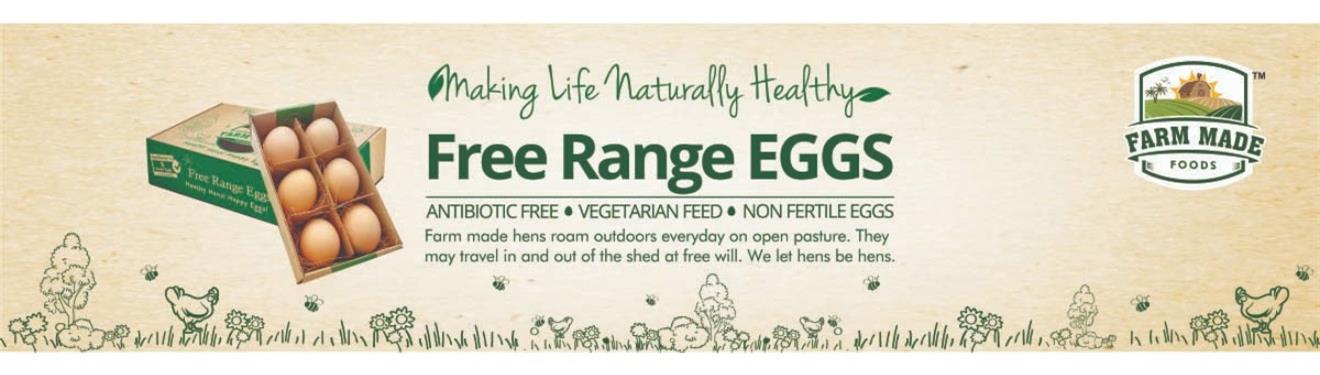 Making Life Naturally Healthy
Free Range EGGS
ANTIBIOTIC FREE • VEGETARIAN FEED • NON FERTILE EGGS
Farm made hens roam outdoors everyday on open pasture. They
may travel in and out of the shed at free will. We let hens be hens.
Free Range Eggs
Healthy Hens! Happy Eggs!
FARM MADE
FOODS
TM